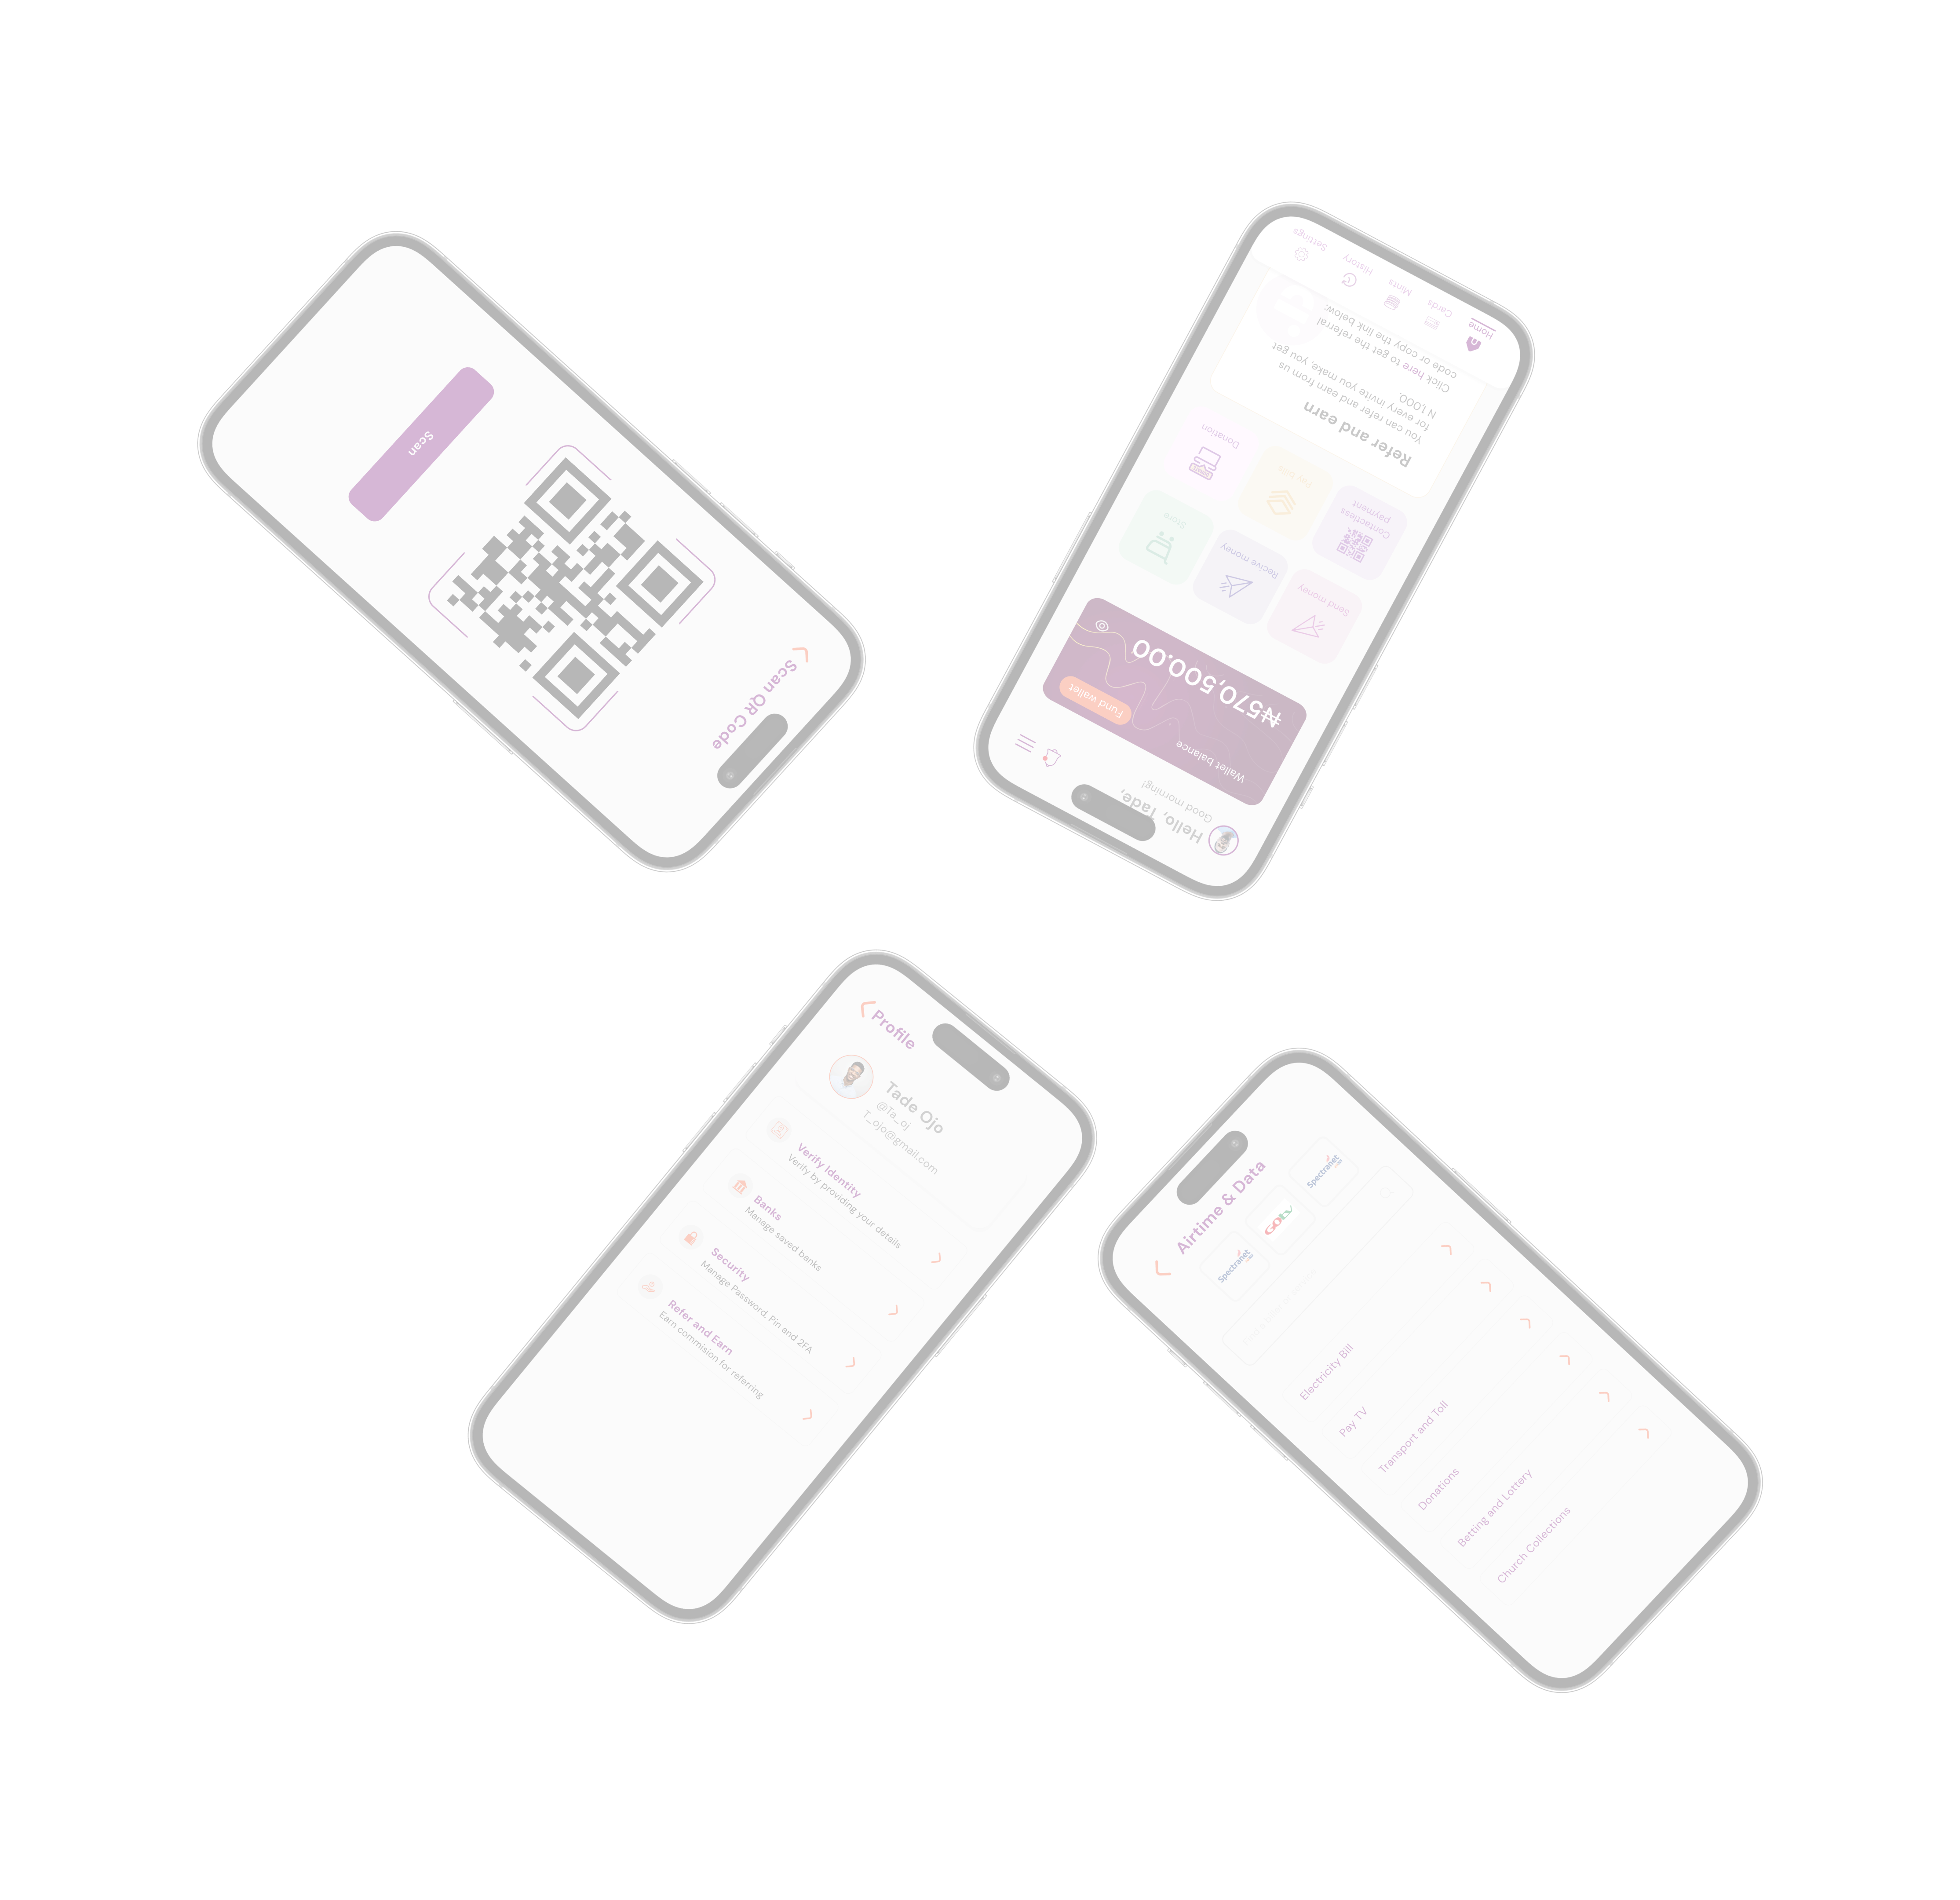 Scan QR Code
Scan
Hello, Tade,
Good morning!
Wallet balance
₦570,500.00
Fund wallet
Send money
Recive money
Store
Contactless
payment
Pay bills
Donation
Refer and earn
You can refer and earn from us
for every invite you make, you get
N1,000.
Click here to get the referral
code or copy the link below:
Home
Cards
Mints
History
Settings
Profile
Tade Ojo
@Ta_oj
T_ojo@gmail.com
Verify Identity
Verify by providing your details
Banks
Manage saved banks
Security
Manage Password, Pin and 2FA
Refer and Earn
Earn commision for referring
Airtime & Data
Spectranet
GOtv
Spectranet
Electricity Bill
Pay TV
Transport and Toll
Donations
Betting and Lottery
Church Collections